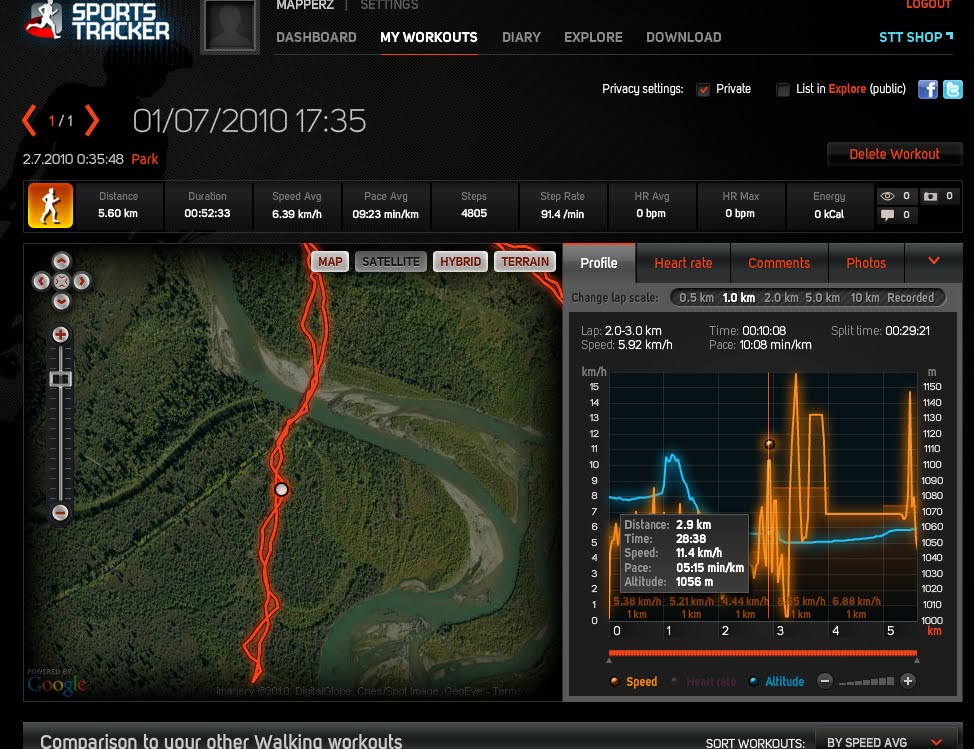 SPORTS
TRACKER
MAPPERZ | SETTINGS
LOGOUT
DASHBOARD MY WORKOUTS DIARY EXPLORE DOWNLOAD
STT SHOP
Privacy settings: Private List in Explore (public)
1 / 1
01/07/2010 17:35
2.7.2010 0:35:48 Park
Delete Workout
Distance Duration Speed Avg Pace Avg Steps Step Rate HR Avg HR Max Energy
5.60 km 00:52:33 6.39 km/h 09:23 min/km 4805 91.4 /min 0 bpm 0 bpm 0 kCal
0 0
0
MAP SATELLITE HYBRID TERRAIN
Profile Heart rate Comments Photos
Change lap scale: 0.5 km 1.0 km 2.0 km 5.0 km 10 km Recorded
Lap: 2.0-3.0 km Time: 00:10:08 Split time: 00:29:21
Speed: 5.92 km/h Pace: 10:08 min/km
km/h m
15 1150
14 1140
13 1130
12 1120
11 1110
10 1100
9 1090
8 1080
7 1070
6 1060
5 1050
4 1040
3 1030
2 1020
1 1010
0 1000
Distance: 2.9 km
Time: 28:38
Speed: 11.4 km/h
Pace: 05:15 min/km
Altitude: 1056 m
5.38 km/h 5.21 km/h 4.44 km/h km/h 6.88 km/h
1 km 1 km 1 km 1 km 1 km
0 1 2 3 4 5 km
Speed Heart rate Altitude
POWERED BY
Google
Imagery ©2010, DigitalGlobe, Cnes/Spot Image, GeoEye - Terms
Comparison to your other Walking workouts
SORT WORKOUTS: BY SPEED AVG